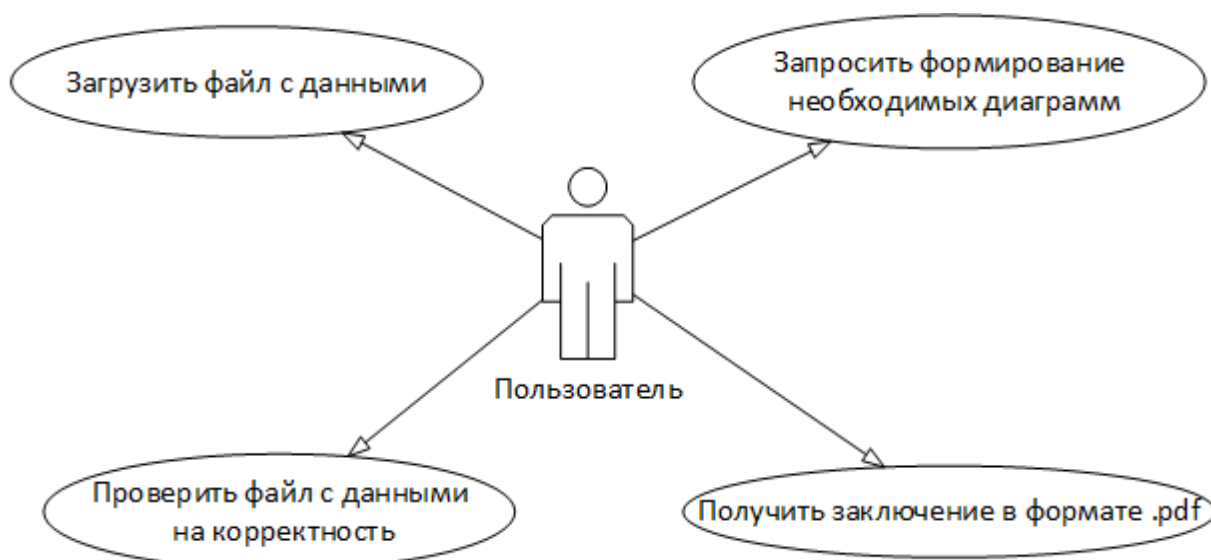 Загрузить файл с данными
Запросить формирование
необходимых диаграмм
Пользователь
Проверить файл с данными
на корректность
Получить заключение в формате .pdf